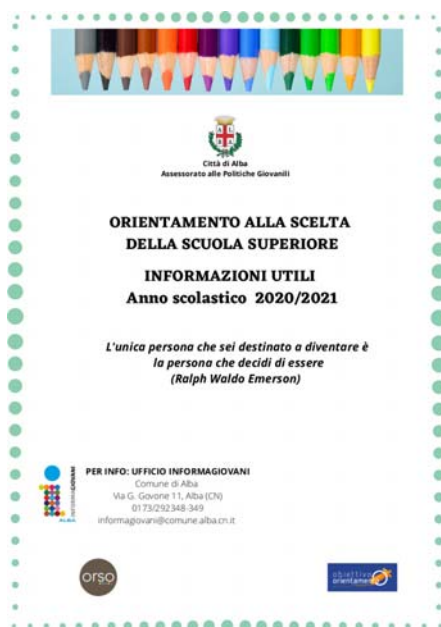 Città di Alba
Assessorato alle Politiche Giovanili
ORIENTAMENTO ALLA SCELTA
DELLA SCUOLA SUPERIORE
INFORMAZIONI UTILI
Anno scolastico 2020/2021
L'unica persona che sei destinato a diventare è
la persona che decidi di essere
(Ralph Waldo Emerson)
INFORMAGIOVANI
ALBA
PER INFO: UFFICIO INFORMAGIOVANI
Comune di Alba
Via G. Govone 11, Alba (CN)
0173/292348-349
informagiovani@comune.alba.cn.it
orso
obiettivo
orientamento